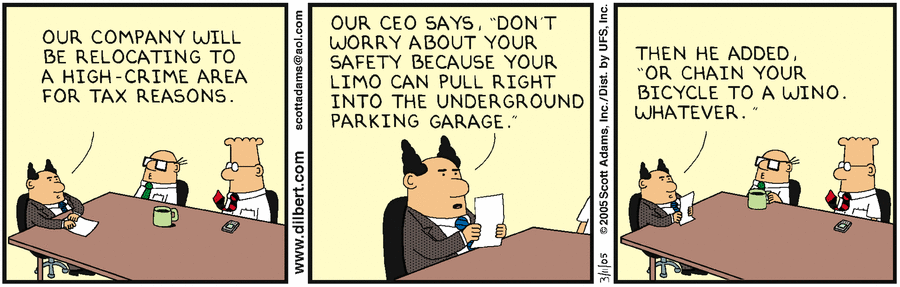 OUR COMPANY WILL
BE RELOCATING TO
A HIGH-CRIME AREA
FOR TAX REASONS.
www.dilbert.com scottadams@aol.com
OUR CEO SAYS, "DON'T
WORRY ABOUT YOUR
SAFETY BECAUSE YOUR
LIMO CAN PULL RIGHT
INTO THE UNDERGROUND
PARKING GARAGE."
3/11/05 © 2005 Scott Adams, Inc./Dist. by UFS, Inc.
THEN HE ADDED,
"OR CHAIN YOUR
BICYCLE TO A WINO.
WHATEVER."